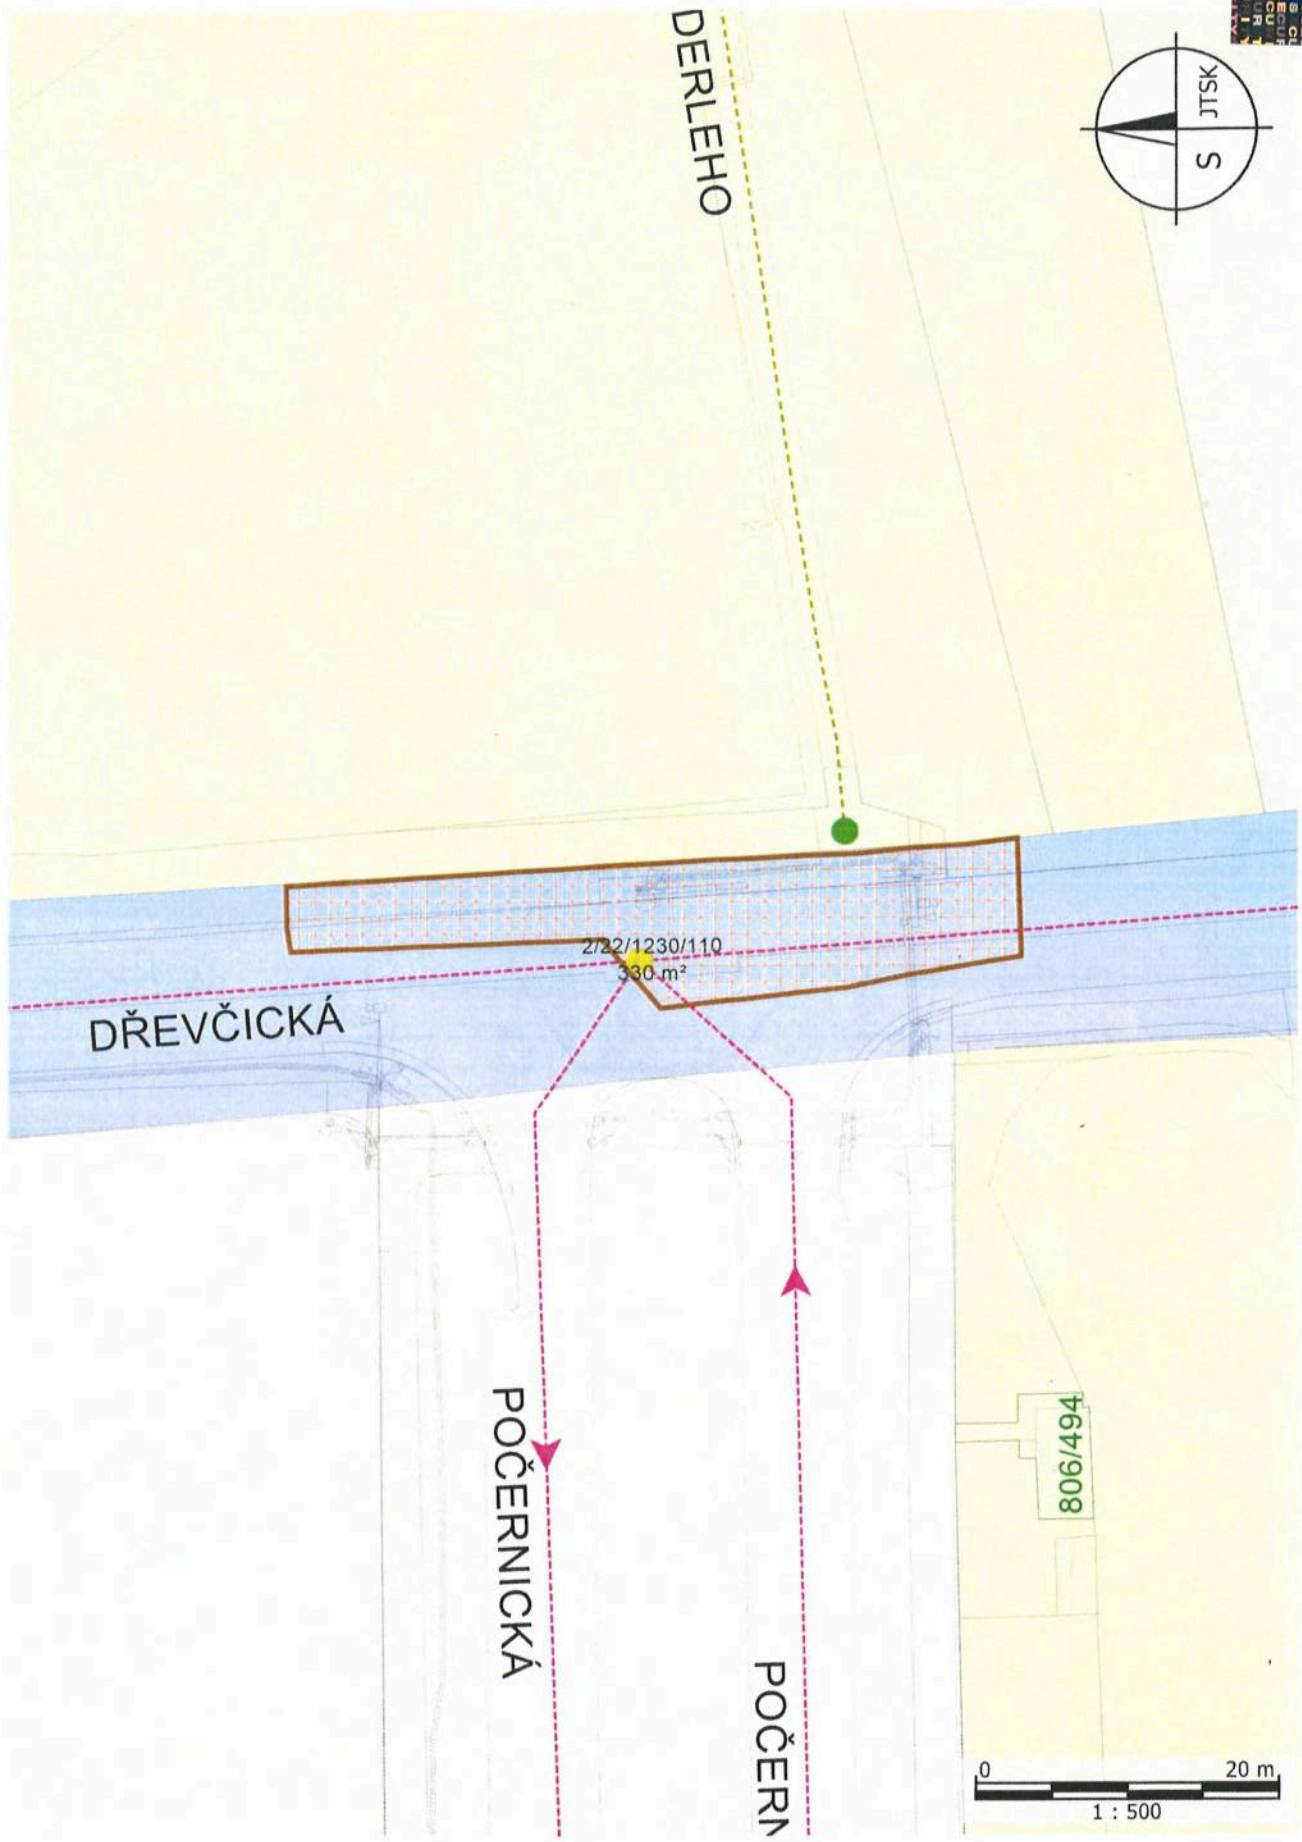 DERLEHO
JTSK
S
2/22/1230/110
330 m²
DŘEVČICKÁ
POČERNICKÁ
POČERN
806/494
0 20 m
1 : 500